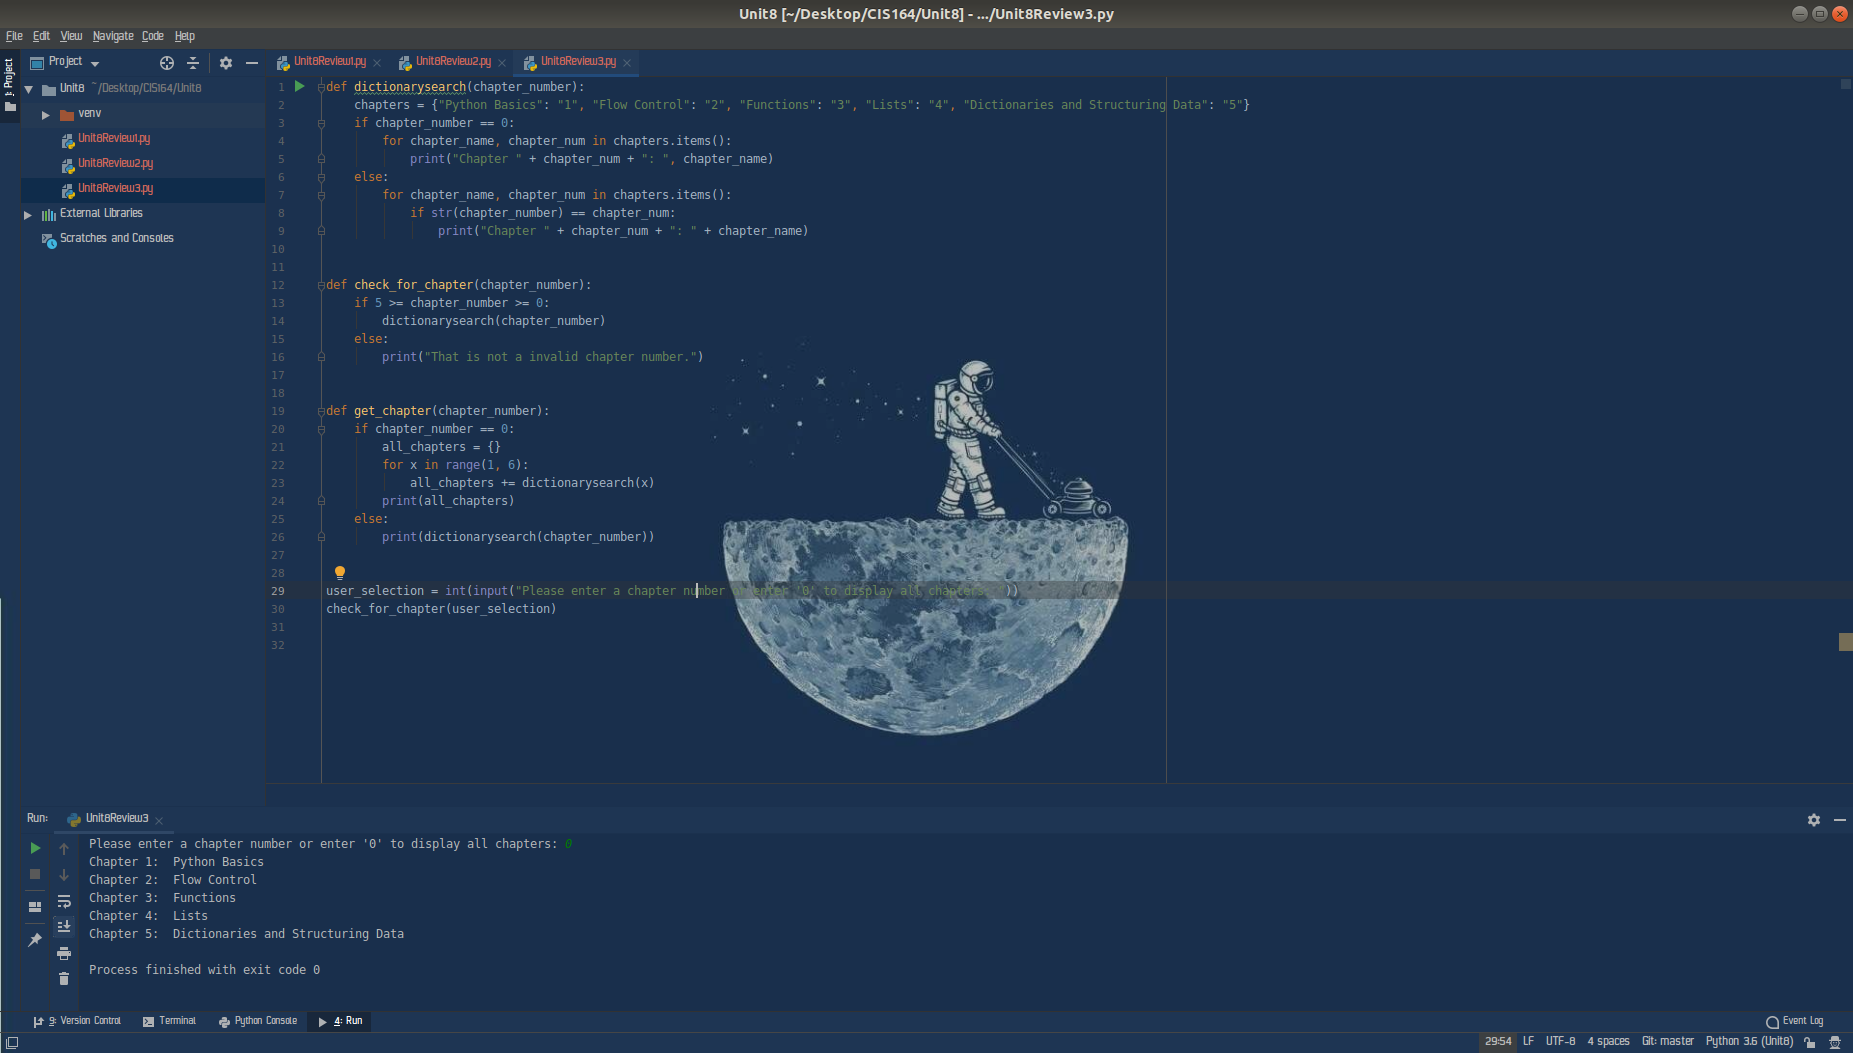 Unit8 [~/Desktop/CIS164/Unit8] - .../Unit8Review3.py
File Edit View Navigate Code Help
1: Project
Project
Unit8 ~/Desktop/CIS164/Unit8
venv
Unit8Review1.py
Unit8Review2.py
Unit8Review3.py
External Libraries
Scratches and Consoles
Unit8Review1.py Unit8Review2.py Unit8Review3.py
1 def dictionarysearch(chapter_number):
2 chapters = {"Python Basics": "1", "Flow Control": "2", "Functions": "3", "Lists": "4", "Dictionaries and Structuring Data": "5"}
3 if chapter_number == 0:
4 for chapter_name, chapter_num in chapters.items():
5 print("Chapter " + chapter_num + ": ", chapter_name)
6 else:
7 for chapter_name, chapter_num in chapters.items():
8 if str(chapter_number) == chapter_num:
9 print("Chapter " + chapter_num + ": " + chapter_name)
10
11
12 def check_for_chapter(chapter_number):
13 if 5 >= chapter_number >= 0:
14 dictionarysearch(chapter_number)
15 else:
16 print("That is not a invalid chapter number.")
17
18
19 def get_chapter(chapter_number):
20 if chapter_number == 0:
21 all_chapters = {}
22 for x in range(1, 6):
23 all_chapters += dictionarysearch(x)
24 print(all_chapters)
25 else:
26 print(dictionarysearch(chapter_number))
27
28
29 user_selection = int(input("Please enter a chapter number or enter '0' to display all chapters: "))
30 check_for_chapter(user_selection)
31
32
Run: Unit8Review3
Please enter a chapter number or enter '0' to display all chapters: 0
Chapter 1:  Python Basics
Chapter 2:  Flow Control
Chapter 3:  Functions
Chapter 4:  Lists
Chapter 5:  Dictionaries and Structuring Data
Process finished with exit code 0
9: Version Control Terminal Python Console 4: Run Event Log
29:54 LF UTF-8 4 spaces Git: master Python 3.6 (Unit8)